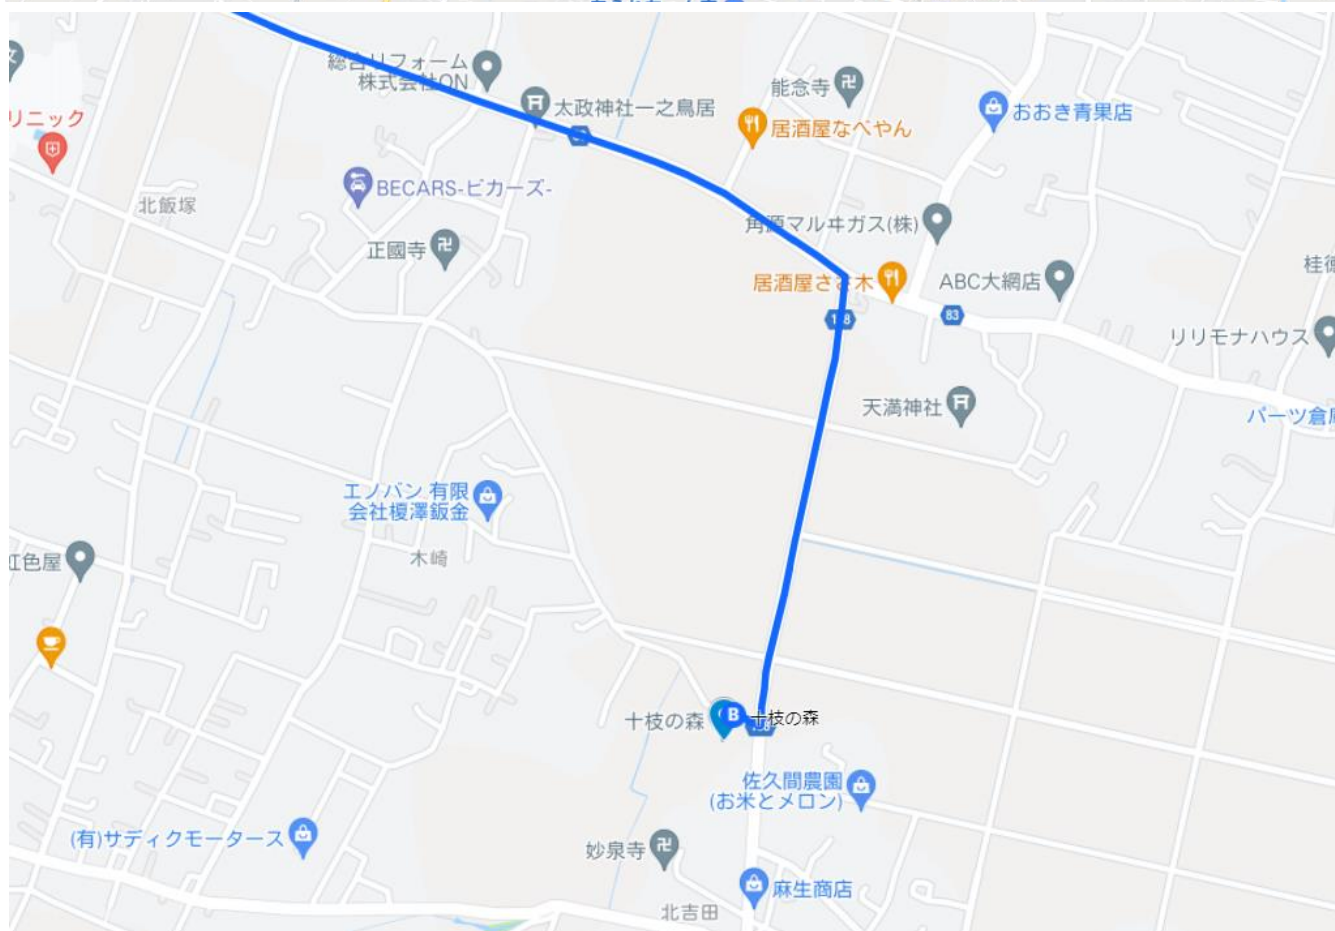 総合リフォーム
株式会社ON
太政神社一之鳥居
能念寺
居酒屋なべやん
おおき青果店
リニック
BECARS-ビカーズ-
北飯塚
正國寺
角源マルヰガス(株)
居酒屋ささ木
ABC大網店
桂徳
83
リリモナハウス
天満神社
パーツ倉庫
エノバン 有限
会社榎澤鈑金
木崎
虹色屋
十枝の森
B
十枝の森
佐久間農園
(お米とメロン)
(有)サディクモータース
妙泉寺
麻生商店
北吉田